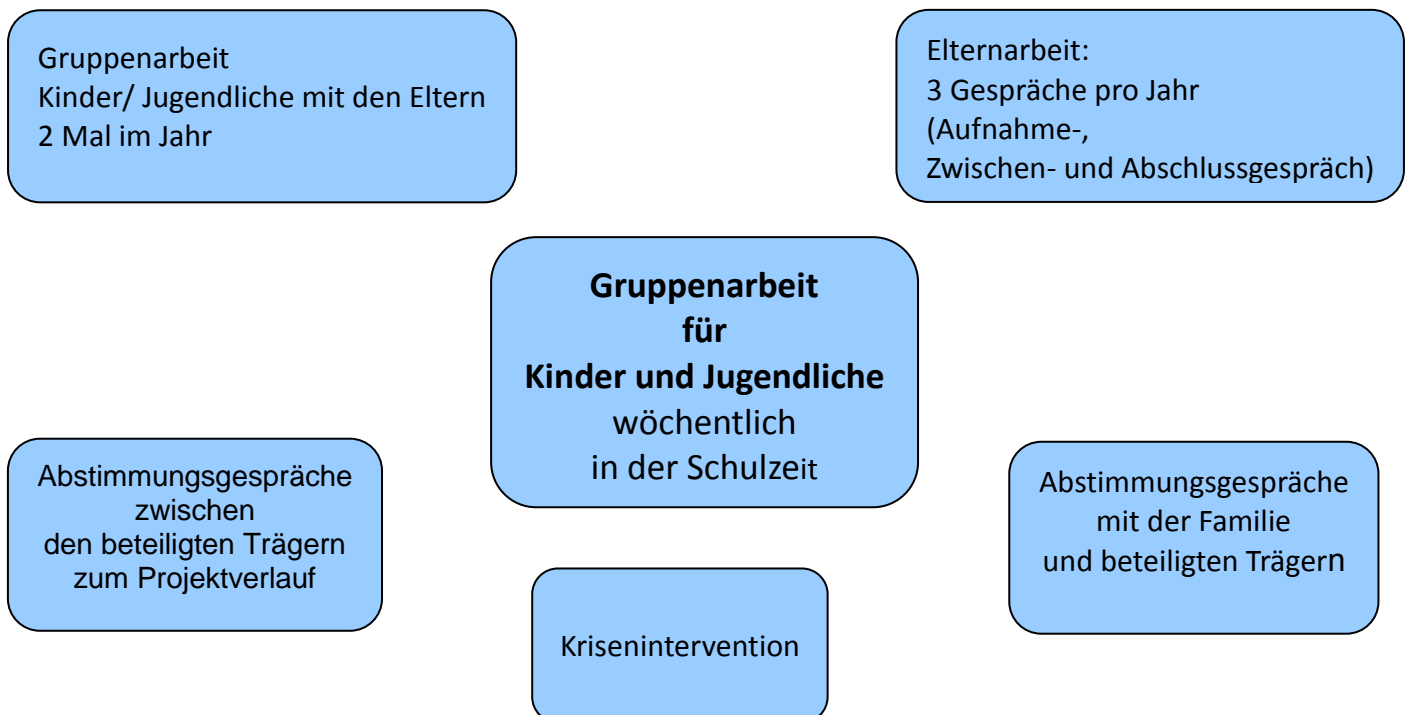 Gruppenarbeit
Kinder/ Jugendliche mit den Eltern
2 Mal im Jahr
Elternarbeit:
3 Gespräche pro Jahr
(Aufnahme-,
Zwischen- und Abschlussgespräch)
Gruppenarbeit
für
Kinder und Jugendliche
wöchentlich
in der Schulzeit
Abstimmungsgespräche
zwischen
den beteiligten Trägern
zum Projektverlauf
Abstimmungsgespräche
mit der Familie
und beteiligten Trägern
Krisenintervention